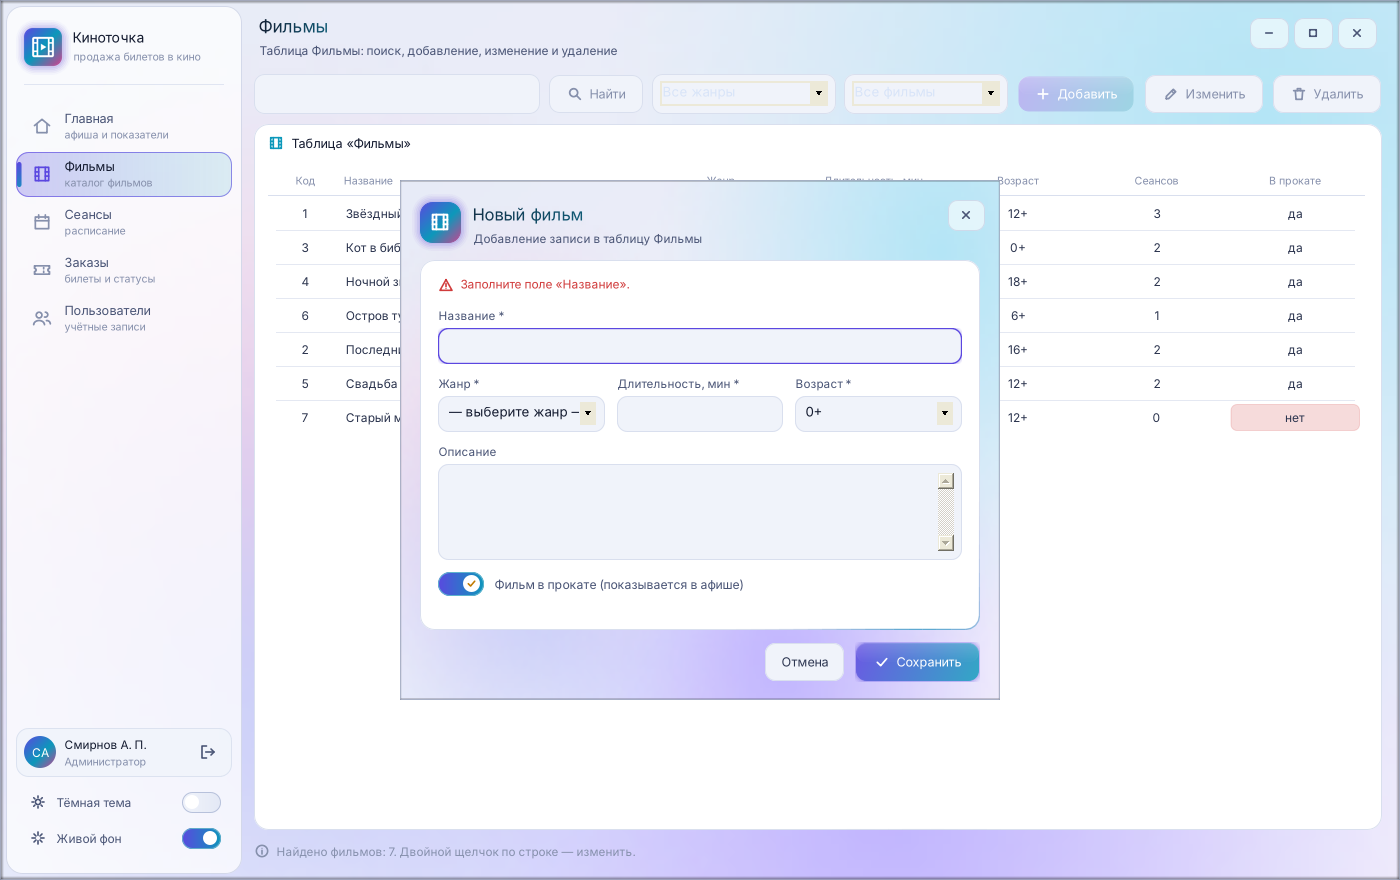 Киноточка
продажа билетов в кино
Главная
афиша и показатели
Фильмы
каталог фильмов
Сеансы
расписание
Заказы
билеты и статусы
Пользователи
учётные записи
СА
Смирнов А. П.
Администратор
Тёмная тема
Живой фон
Фильмы
Таблица Фильмы: поиск, добавление, изменение и удаление
Найти
Все жанры
Все фильмы
Добавить
Изменить
Удалить
Таблица «Фильмы»
Код Название Жанр Длительность, мин Возраст Сеансов В прокате
1 Звёздный 12+ 3 да
3 Кот в биб 0+ 2 да
4 Ночной 18+ 2 да
6 Остров ту 6+ 1 да
2 Последн 16+ 2 да
5 Свадьба 12+ 2 да
7 Старый 12+ 0 нет
Новый фильм
Добавление записи в таблицу Фильмы
Заполните поле «Название».
Название *
Жанр * Длительность, мин * Возраст *
— выберите жанр — 0+
Описание
Фильм в прокате (показывается в афише)
Отмена
Сохранить
Найдено фильмов: 7. Двойной щелчок по строке — изменить.